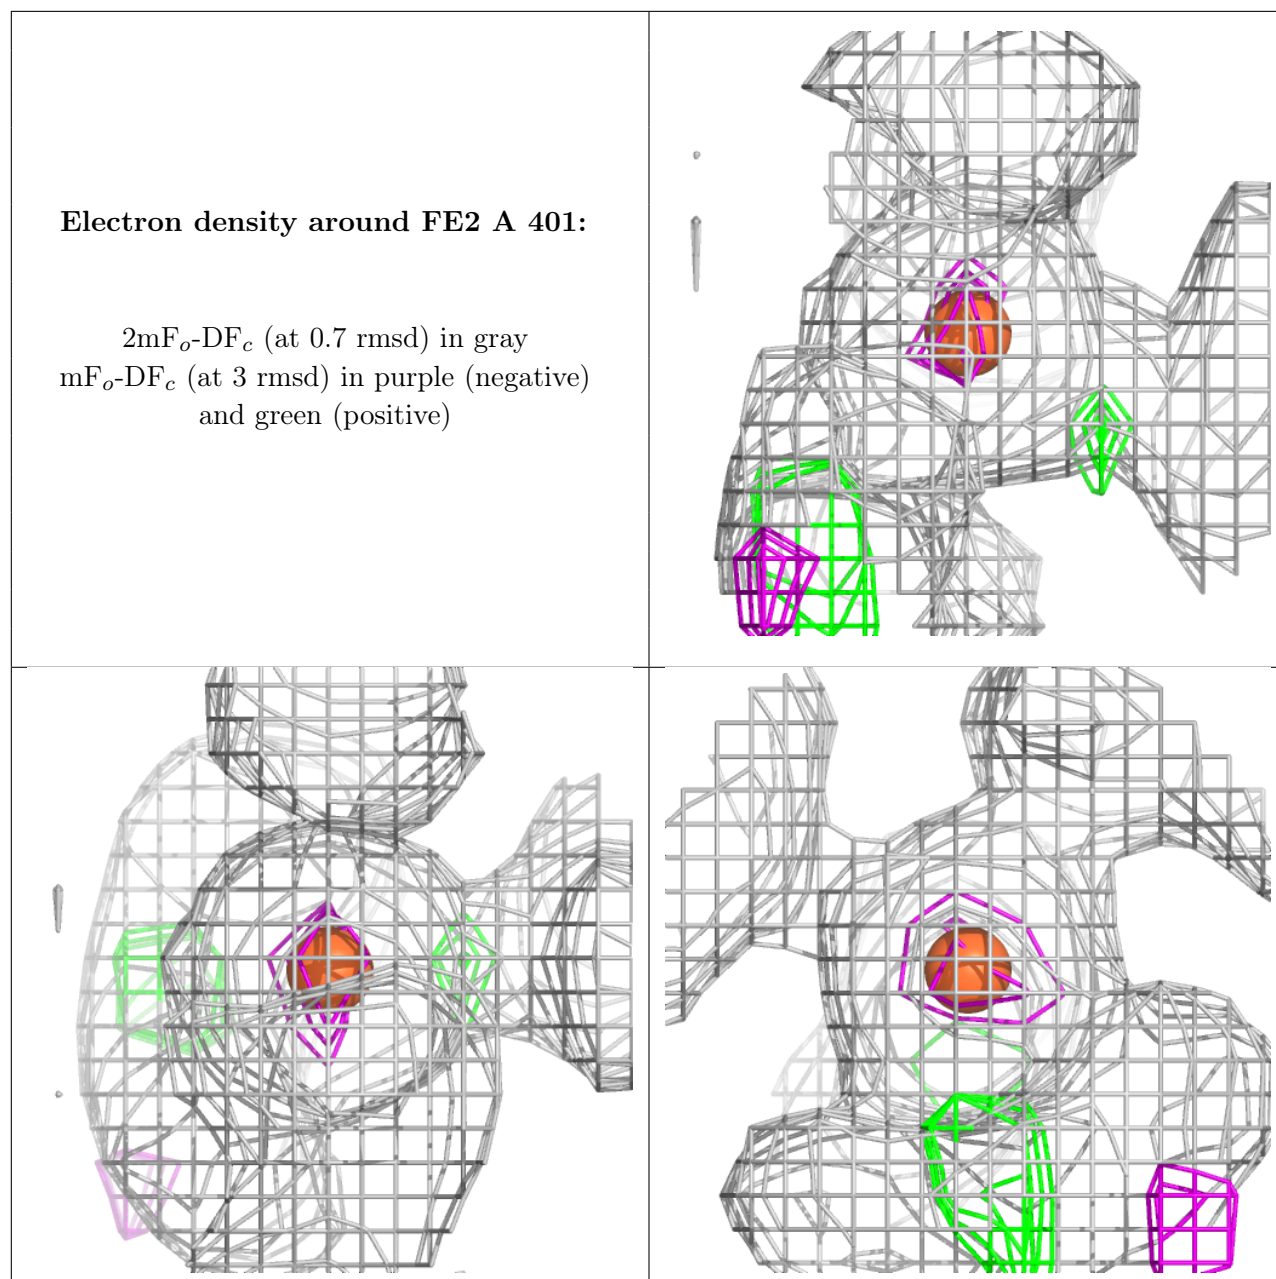 Electron density around FE2 A 401:
2mFo-DFc (at 0.7 rmsd) in gray
mFo-DFc (at 3 rmsd) in purple (negative)
and green (positive)